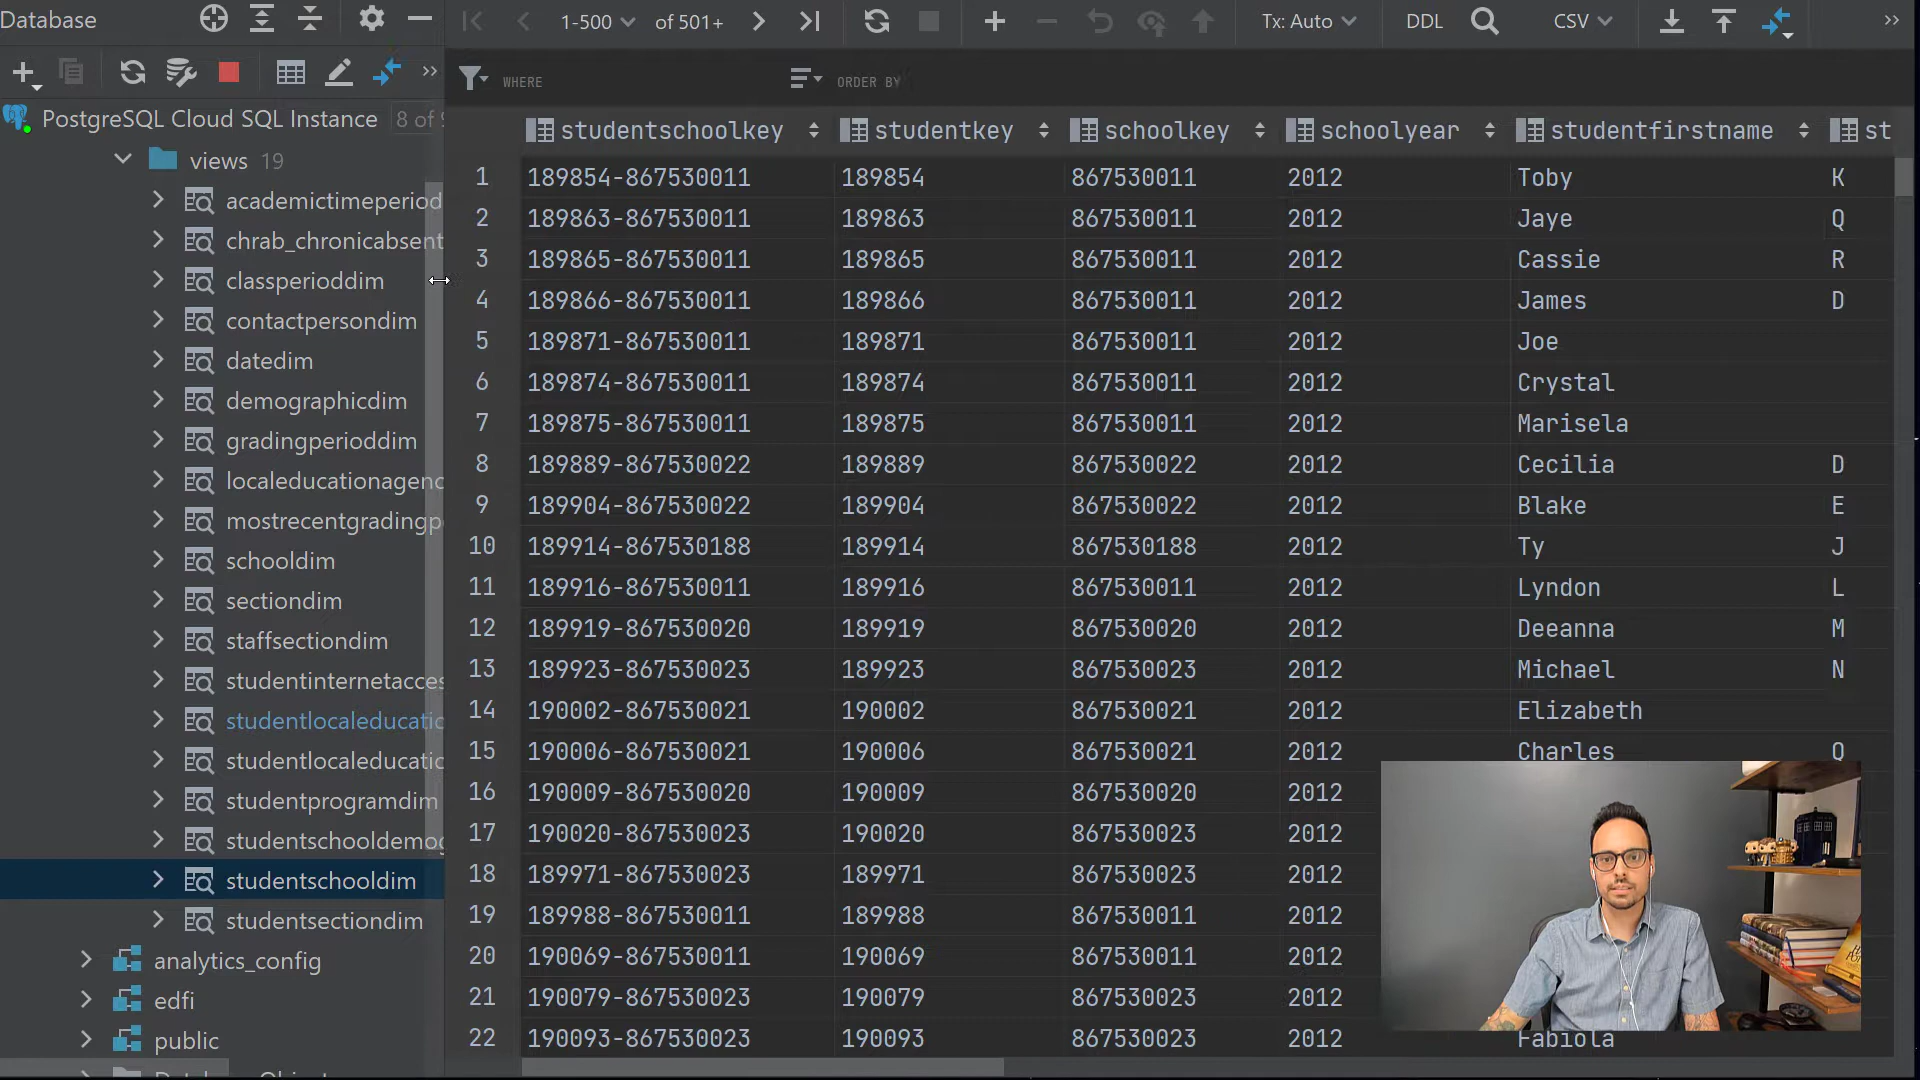 Database
1-500 of 501+ Tx: Auto DDL CSV
WHERE ORDER BY
PostgreSQL Cloud SQL Instance 8 of
views 19
academictimeperiod
chrab_chronicabsent
classperioddim
contactpersondim
datedim
demographicdim
gradingperioddim
localeducationagenc
mostrecentgradingp
schooldim
sectiondim
staffsectiondim
studentinternetacces
studentlocaleducatio
studentlocaleducatio
studentprogramdim
studentschooldemog
studentschooldim
studentsectiondim
analytics_config
edfi
public
studentschoolkey studentkey schoolkey schoolyear studentfirstname st
1 189854-867530011 189854 867530011 2012 Toby K
2 189863-867530011 189863 867530011 2012 Jaye Q
3 189865-867530011 189865 867530011 2012 Cassie R
4 189866-867530011 189866 867530011 2012 James D
5 189871-867530011 189871 867530011 2012 Joe
6 189874-867530011 189874 867530011 2012 Crystal
7 189875-867530011 189875 867530011 2012 Marisela
8 189889-867530022 189889 867530022 2012 Cecilia D
9 189904-867530022 189904 867530022 2012 Blake E
10 189914-867530188 189914 867530188 2012 Ty J
11 189916-867530011 189916 867530011 2012 Lyndon L
12 189919-867530020 189919 867530020 2012 Deeanna M
13 189923-867530023 189923 867530023 2012 Michael N
14 190002-867530021 190002 867530021 2012 Elizabeth
15 190006-867530021 190006 867530021 2012 Charles Q
16 190009-867530020 190009 867530020 2012
17 190020-867530023 190020 867530023 2012
18 189971-867530023 189971 867530023 2012
19 189988-867530011 189988 867530011 2012
20 190069-867530011 190069 867530011 2012
21 190079-867530023 190079 867530023 2012
22 190093-867530023 190093 867530023 2012 Fabiola